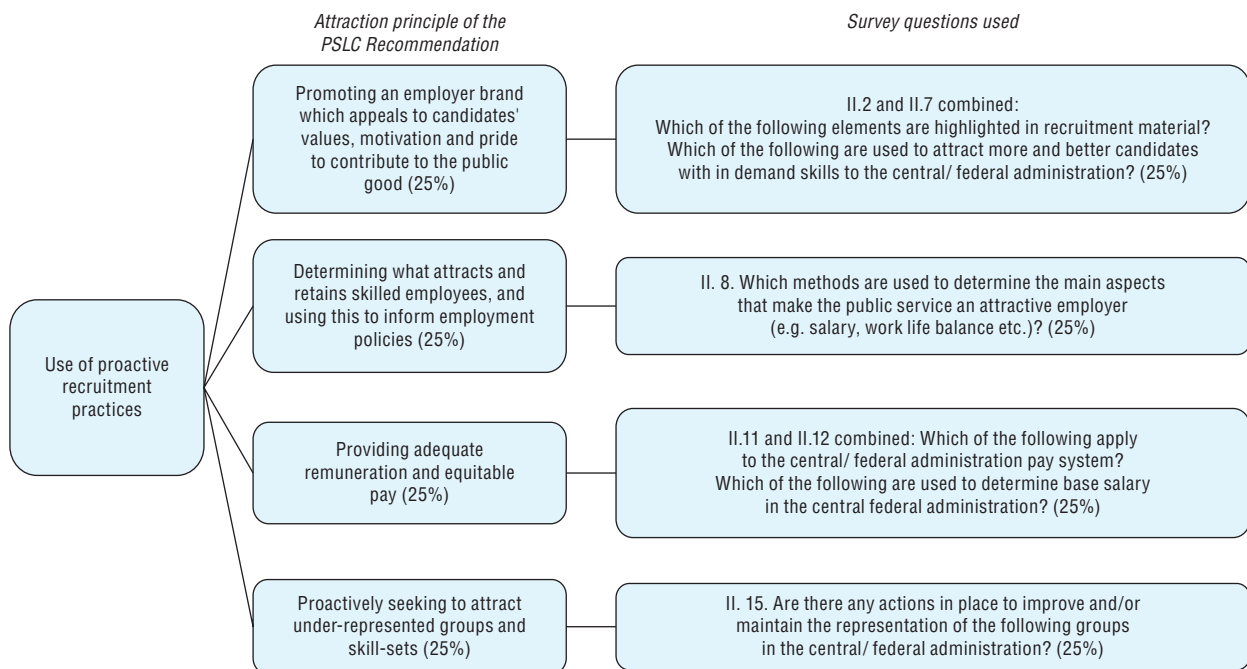 Attraction principle of the
PSLC Recommendation
Survey questions used
Promoting an employer brand
which appeals to candidates'
values, motivation and pride
to contribute to the public
good (25%)
II.2 and II.7 combined:
Which of the following elements are highlighted in recruitment material?
Which of the following are used to attract more and better candidates
with in demand skills to the central/ federal administration? (25%)
Determining what attracts and
retains skilled employees, and
using this to inform employment
policies (25%)
II. 8. Which methods are used to determine the main aspects
that make the public service an attractive employer
(e.g. salary, work life balance etc.)? (25%)
Use of proactive
recruitment
practices
Providing adequate
remuneration and equitable
pay (25%)
II.11 and II.12 combined: Which of the following apply
to the central/ federal administration pay system?
Which of the following are used to determine base salary
in the central federal administration? (25%)
Proactively seeking to attract
under-represented groups and
skill-sets (25%)
II. 15. Are there any actions in place to improve and/or
maintain the representation of the following groups
in the central/ federal administration? (25%)